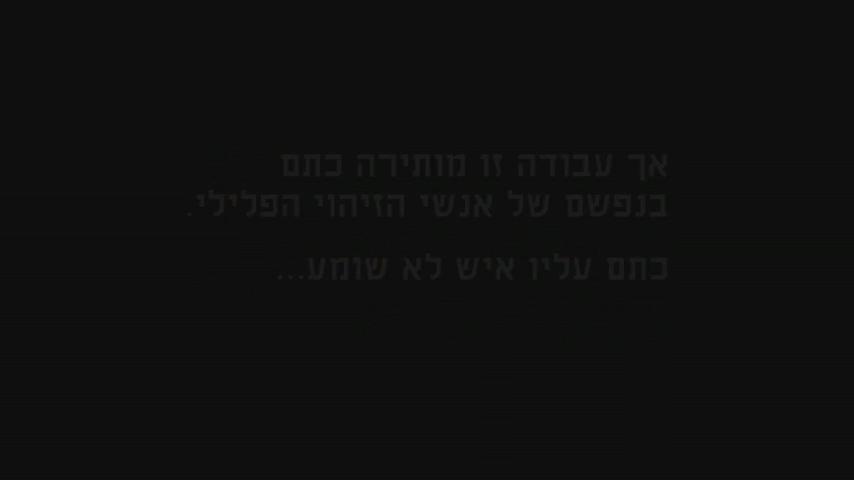 אך עבודה זו מותירה כתם
בנפשם של אנשי הזיהוי הפלילי.
כתם עליו איש לא שומע...